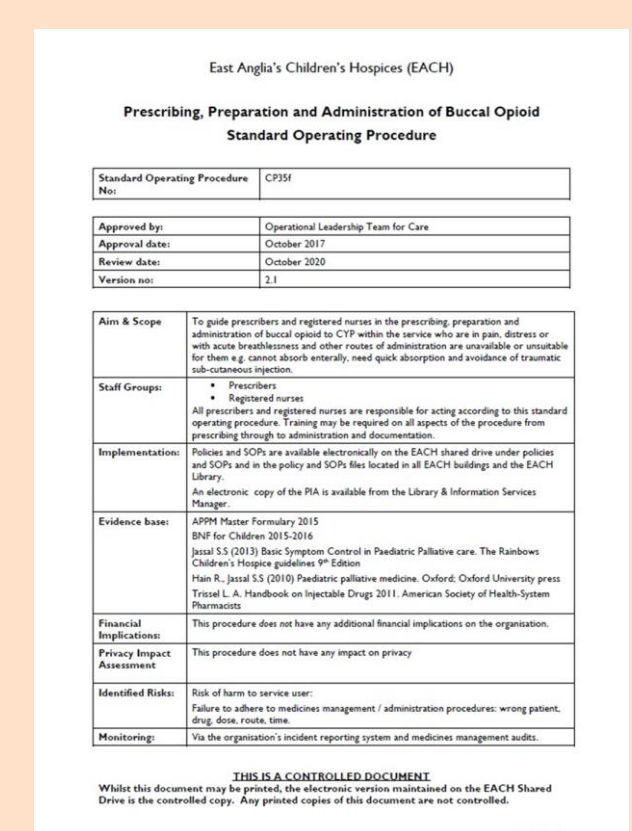 East Anglia's Children's Hospices (EACH)
Prescribing, Preparation and Administration of Buccal Opioid
Standard Operating Procedure
Standard Operating Procedure No: CP35f
Approved by: Operational Leadership Team for Care
Approval date: October 2017
Review date: October 2020
Version no: 2.1
Aim & Scope
To guide prescribers and registered nurses in the prescribing, preparation and
administration of buccal opioid to CYP within the service who are in pain, distress or
with acute breathlessness and other routes of administration are unavailable or unsuitable
for them e.g. cannot absorb enterally, need quick absorption and avoidance of traumatic
sub-cutaneous injection.
Staff Groups:
• Prescribers
• Registered nurses
All prescribers and registered nurses are responsible for acting according to this standard
operating procedure. Training may be required on all aspects of the procedure from
prescribing through to administration and documentation.
Implementation:
Policies and SOPs are available electronically on the EACH shared drive under policies
and SOPs and in the policy and SOPs files located in all EACH buildings and the EACH
Library.
An electronic copy of the PIA is available from the Library & Information Services
Manager.
Evidence base:
APPM Master Formulary 2015
BNF for Children 2015-2016
Jassal S.S (2013) Basic Symptom Control in Paediatric Palliative care. The Rainbows
Children's Hospice guidelines 9th Edition
Hain R., Jassal S.S (2010) Paediatric palliative medicine. Oxford; Oxford University press
Trissel L. A. Handbook on Injectable Drugs 2011. American Society of Health-System
Pharmacists
Financial
Implications:
This procedure does not have any additional financial implications on the organisation.
Privacy Impact
Assessment
This procedure does not have any impact on privacy
Identified Risks:
Risk of harm to service user:
Failure to adhere to medicines management / administration procedures: wrong patient,
drug, dose, route, time.
Monitoring:
Via the organisation's incident reporting system and medicines management audits.
THIS IS A CONTROLLED DOCUMENT
Whilst this document may be printed, the electronic version maintained on the EACH Shared
Drive is the controlled copy. Any printed copies of this document are not controlled.